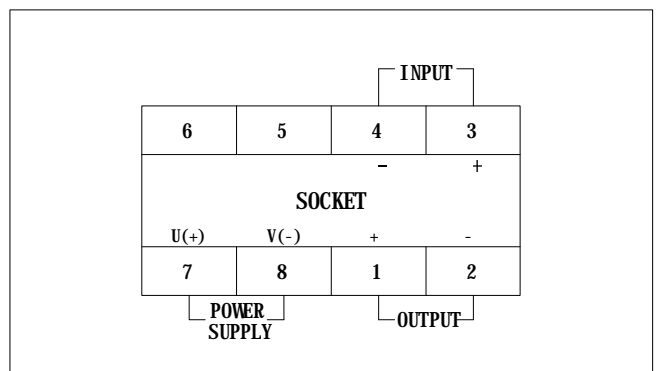 INPUT
6 5 4 3
- +
SOCKET
U(+) V(-) + -
7 8 1 2
POWER
SUPPLY
OUTPUT